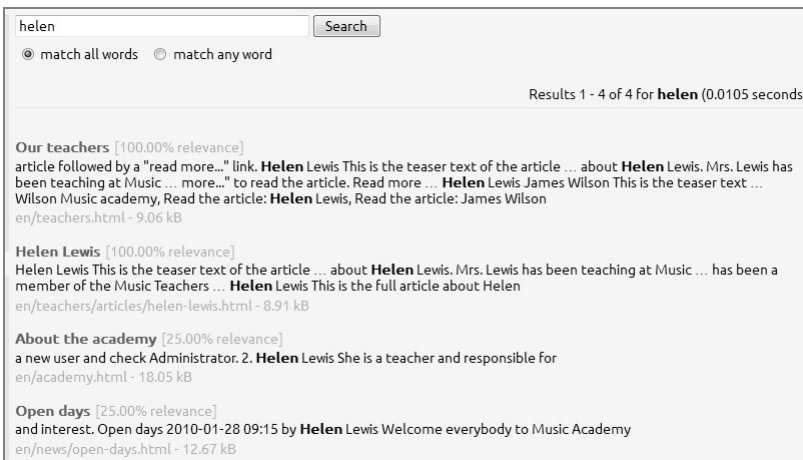 helen Search
match all words match any word
Results 1 - 4 of 4 for helen (0.0105 seconds
Our teachers [100.00% relevance]
article followed by a "read more..." link. Helen Lewis This is the teaser text of the article … about Helen Lewis. Mrs. Lewis has
been teaching at Music … more..." to read the article. Read more … Helen Lewis James Wilson This is the teaser text …
Wilson Music academy, Read the article: Helen Lewis, Read the article: James Wilson
en/teachers.html - 9.06 kB
Helen Lewis [100.00% relevance]
Helen Lewis This is the teaser text of the article … about Helen Lewis. Mrs. Lewis has been teaching at Music … has been a
member of the Music Teachers … Helen Lewis This is the full article about Helen
en/teachers/articles/helen-lewis.html - 8.91 kB
About the academy [25.00% relevance]
a new user and check Administrator. 2. Helen Lewis She is a teacher and responsible for
en/academy.html - 18.05 kB
Open days [25.00% relevance]
and interest. Open days 2010-01-28 09:15 by Helen Lewis Welcome everybody to Music Academy
en/news/open-days.html - 12.67 kB